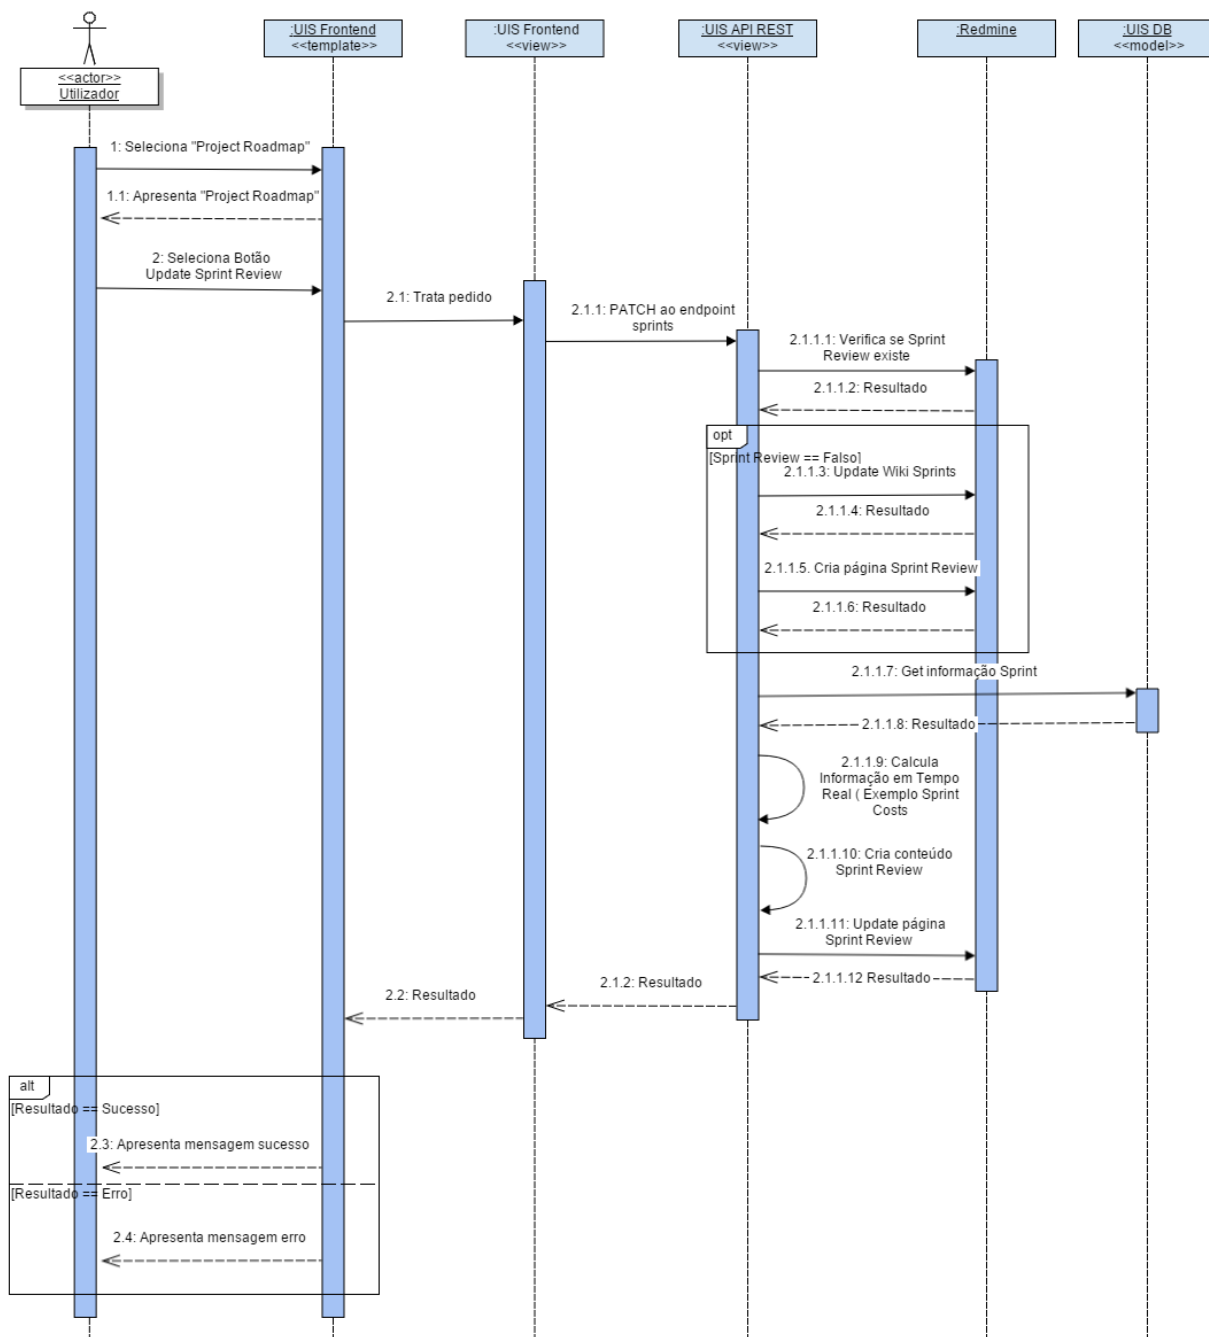 :UIS Frontend
<<template>>
:UIS Frontend
<<view>>
:UIS API REST
<<view>>
:Redmine
:UIS DB
<<model>>
<<actor>>
Utilizador
1: Seleciona "Project Roadmap"
1.1: Apresenta "Project Roadmap"
2: Seleciona Botão
Update Sprint Review
2.1: Trata pedido
2.1.1: PATCH ao endpoint
sprints
2.1.1.1: Verifica se Sprint
Review existe
2.1.1.2: Resultado
opt
[Sprint Review == Falso]
2.1.1.3: Update Wiki Sprints
2.1.1.4: Resultado
2.1.1.5. Cria página Sprint Review
2.1.1.6: Resultado
2.1.1.7: Get informação Sprint
2.1.1.8: Resultado
2.1.1.9: Calcula
Informação em Tempo
Real ( Exemplo Sprint
Costs
2.1.1.10: Cria conteúdo
Sprint Review
2.1.1.11: Update página
Sprint Review
2.1.1.12 Resultado
2.1.2: Resultado
2.2: Resultado
alt
[Resultado == Sucesso]
2.3: Apresenta mensagem sucesso
[Resultado == Erro]
2.4: Apresenta mensagem erro